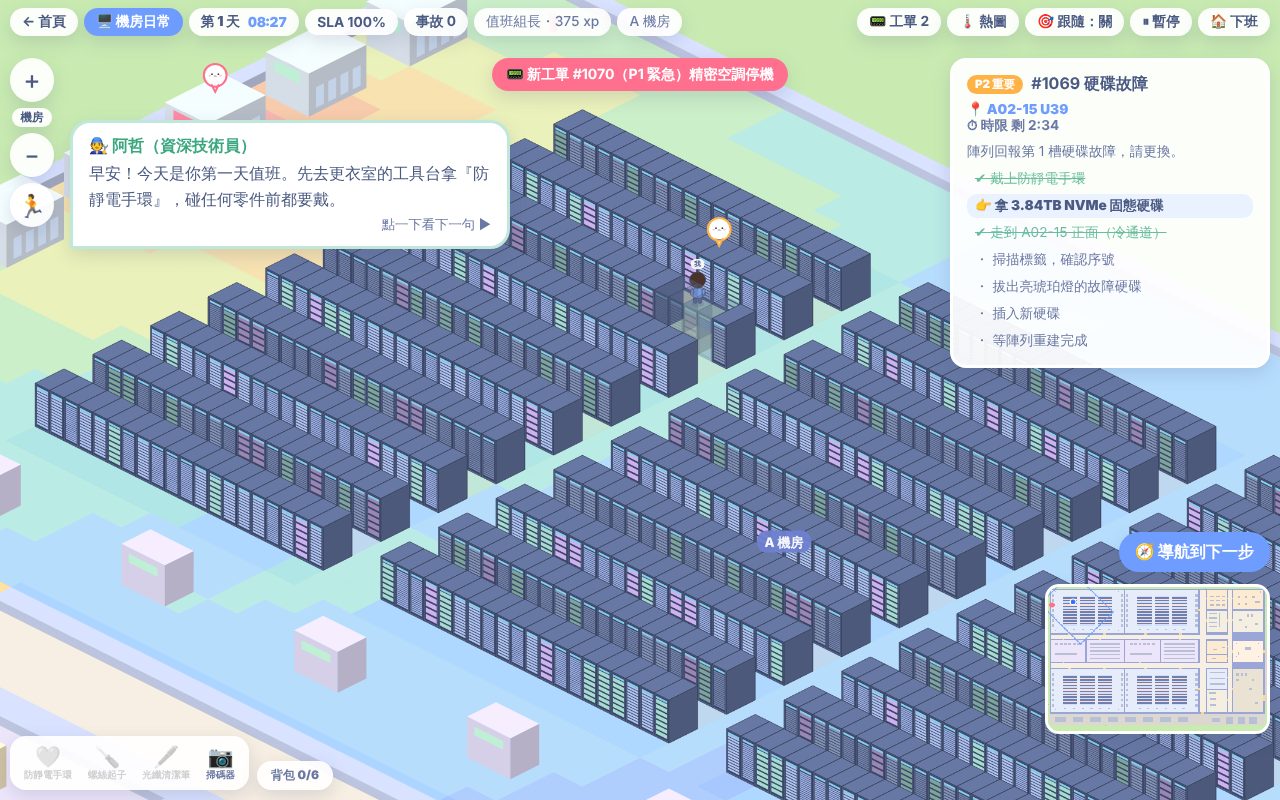 ← 首頁
🖥️ 機房日常
第 1 天 08:27
SLA 100%
事故 0
值班組長 · 375 xp
A 機房
📟 工單 2
🌡️ 熱圖
🎯 跟隨：關
⏸ 暫停
🏠 下班
+
機房
−
📟 新工單 #1070（P1 緊急）精密空調停機
阿哲（資深技術員）
早安！今天是你第一天值班。先去更衣室的工具台拿『防
靜電手環』，碰任何零件前都要戴。
點一下看下一句 ▶
P2 重要 #1069 硬碟故障
📍 A02-15 U39
⏱ 時限 剩 2:34
陣列回報第 1 槽硬碟故障，請更換。
✔ 戴上防靜電手環
👉 拿 3.84TB NVMe 固態硬碟
✔ 走到 A02-15 正面（冷通道）
· 掃描標籤，確認序號
· 拔出亮琥珀燈的故障硬碟
· 插入新硬碟
· 等陣列重建完成
我
A 機房
🧭 導航到下一步
防靜電手環
螺絲起子
光纖清潔筆
掃碼器
背包 0/6